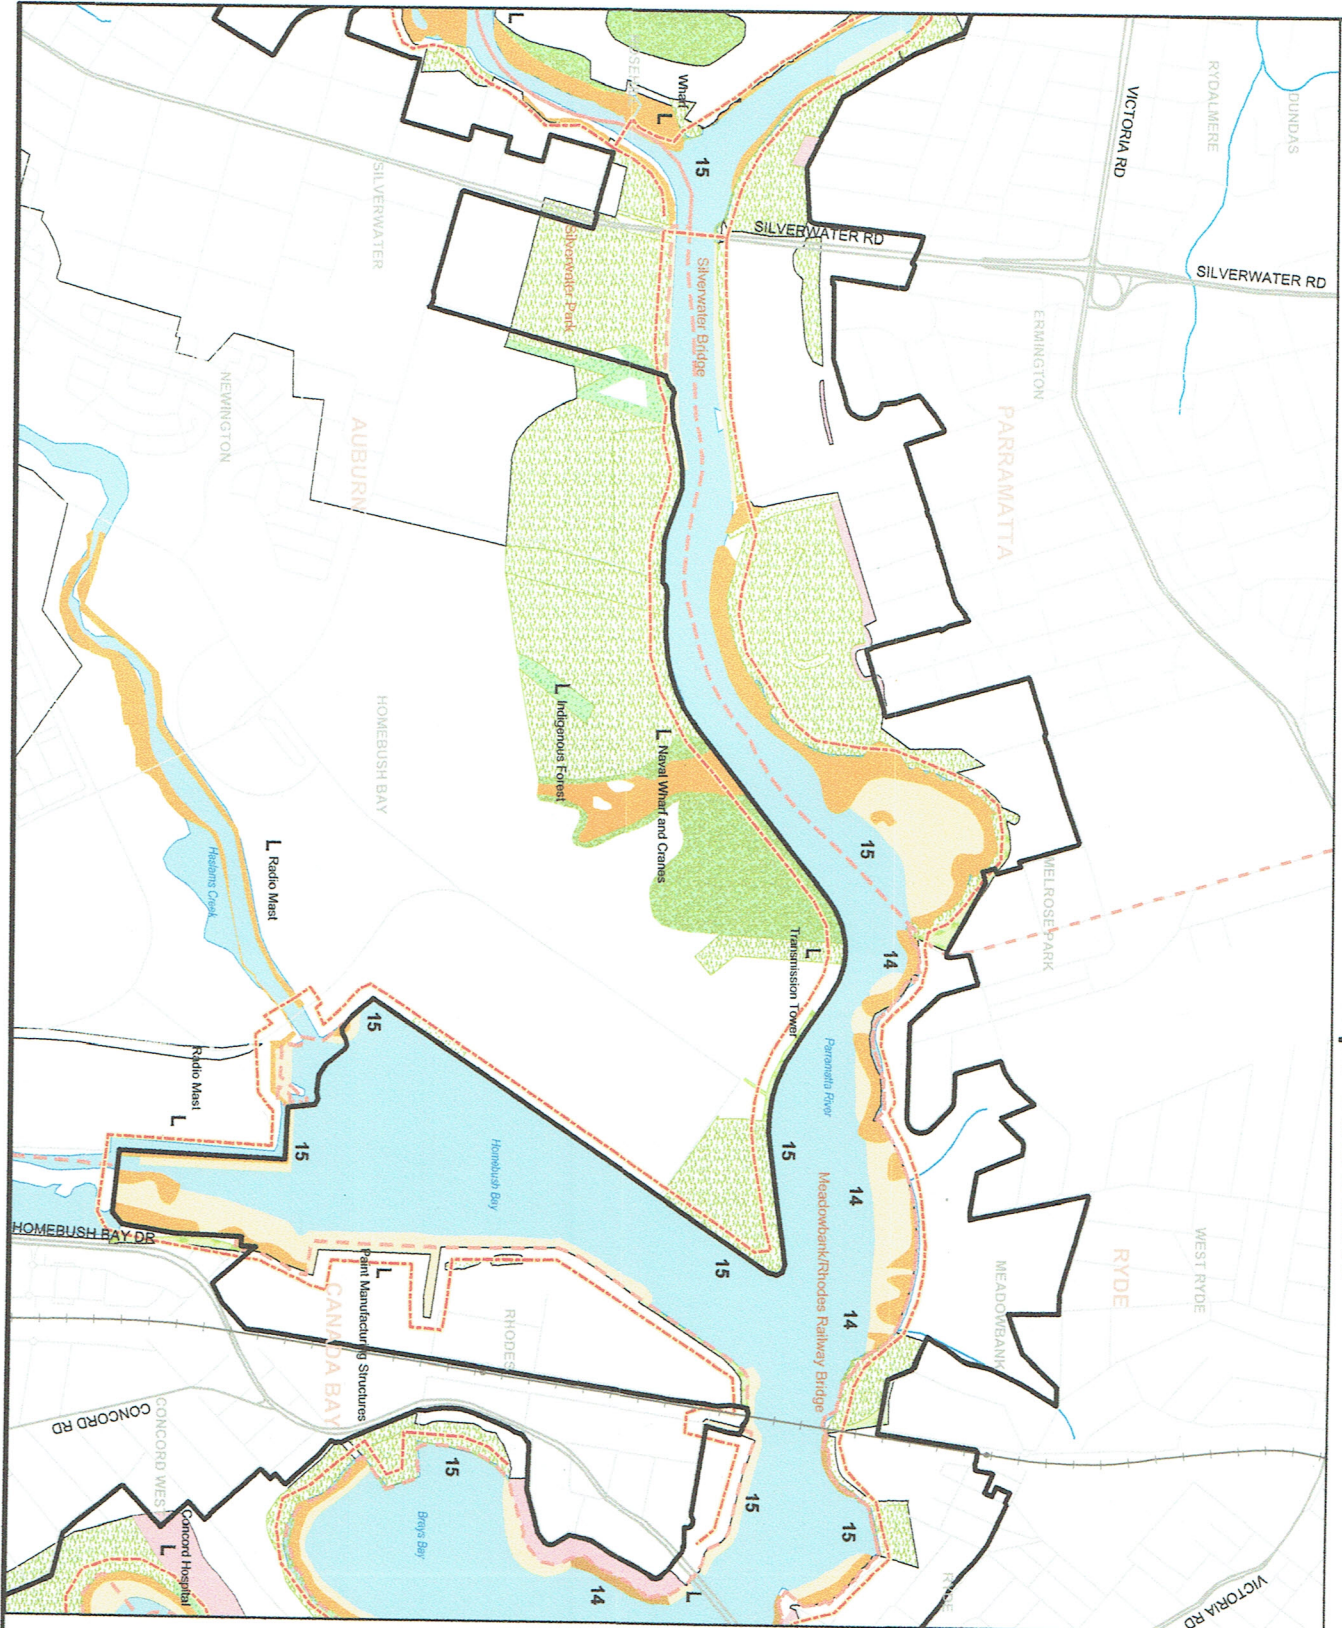 DUNDAS
RYDALMERE
VICTORIA RD
L
Wharf
L
15
SILVERWATER
SILVERWATER RD
SILVERWATER RD
Silverwater Park
Silverwater Bridge
ERMINGTON
PARRAMATTA
NEWINGTON
AUBURN
HOMEBUSH BAY
L Indigenous Forest
L Naval Wharf and Cranes
15
MELROSE PARK
L Radio Mast
Haslams Creek
L
Transmission Tower
14
15
Parramatta River
Radio Mast
L
15
Homebush Bay
15
14
Meadowbank/Rhodes Railway Bridge
WEST RYDE
RYDE
MEADOWBANK
HOMEBUSH BAY DR
L
Paint Manufacturing Structures
15
14
RHODES
CANADA BAY
CONCORD RD
CONCORD WEST
15
Brays Bay
15
15
Concord Hospital
L
14
L
RYDE
VICTORIA RD